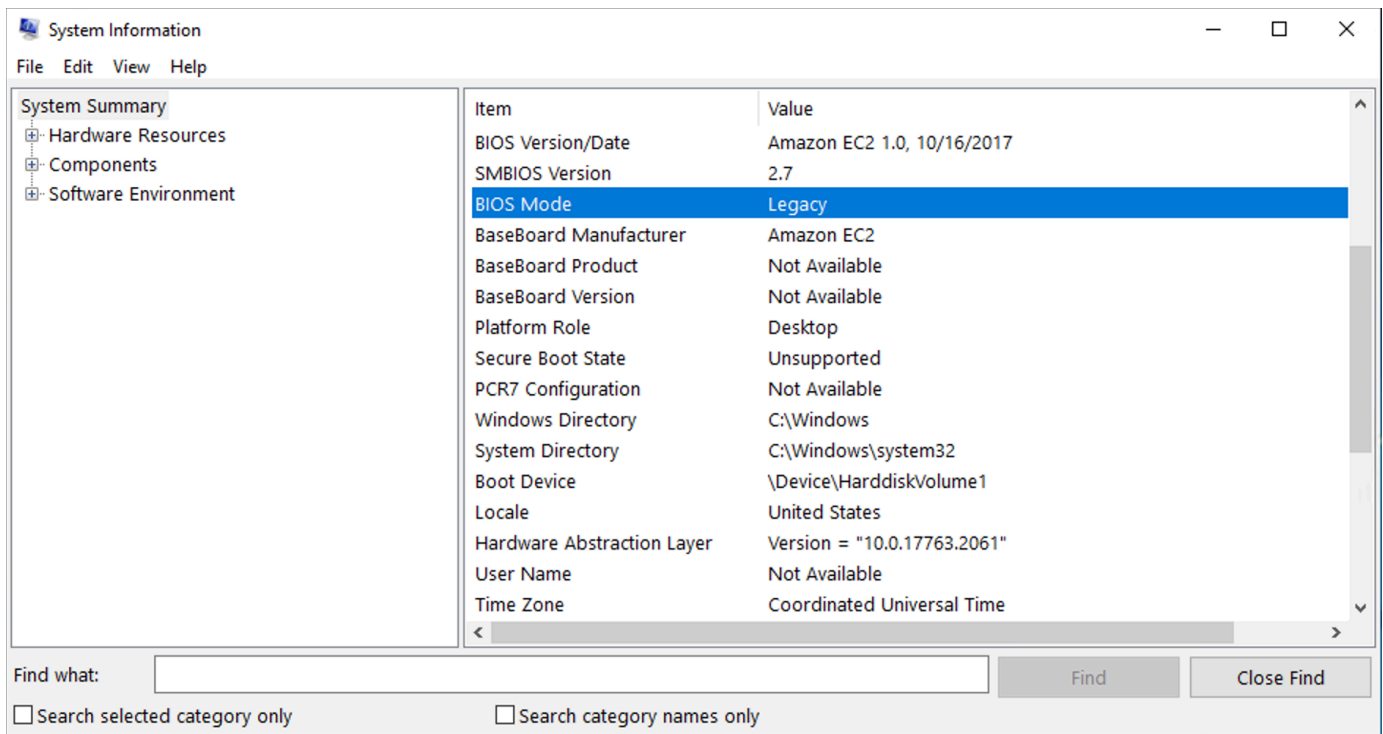 System Information
File Edit View Help
System Summary
Hardware Resources
Components
Software Environment
Item Value
BIOS Version/Date Amazon EC2 1.0, 10/16/2017
SMBIOS Version 2.7
BIOS Mode Legacy
BaseBoard Manufacturer Amazon EC2
BaseBoard Product Not Available
BaseBoard Version Not Available
Platform Role Desktop
Secure Boot State Unsupported
PCR7 Configuration Not Available
Windows Directory C:\Windows
System Directory C:\Windows\system32
Boot Device \Device\HarddiskVolume1
Locale United States
Hardware Abstraction Layer Version = "10.0.17763.2061"
User Name Not Available
Time Zone Coordinated Universal Time
Find what: Find Close Find
Search selected category only Search category names only